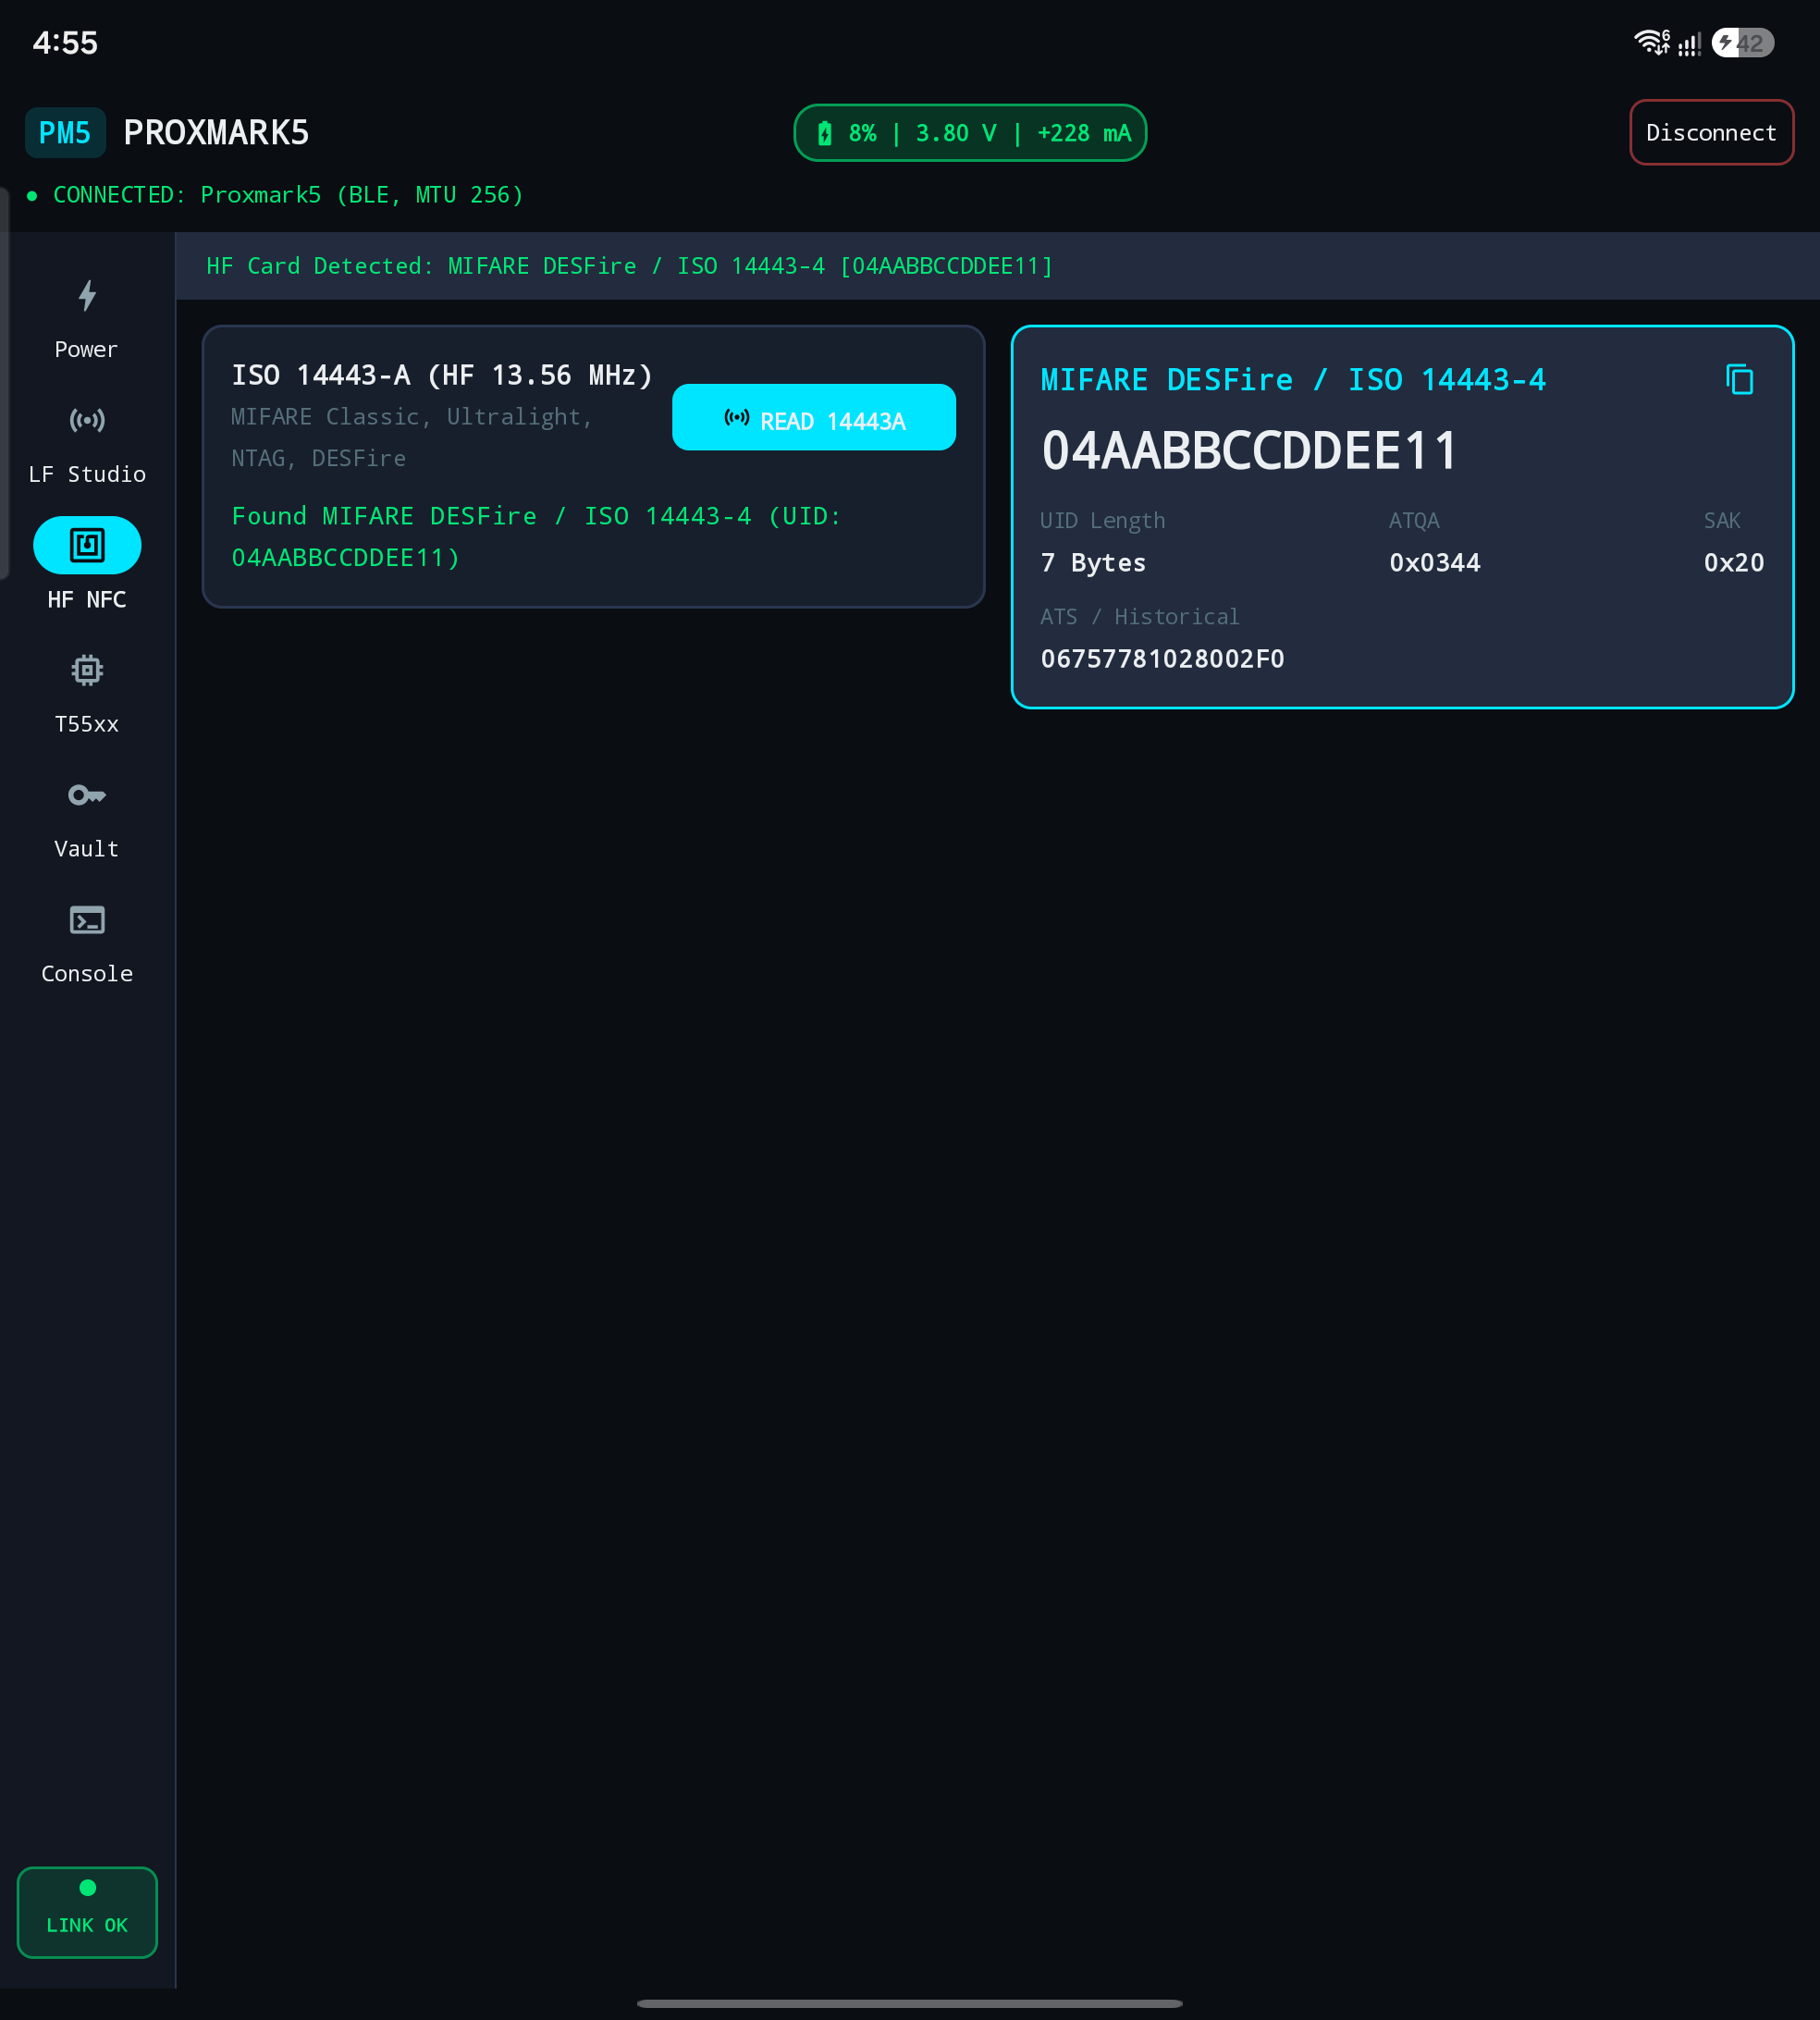 4:55
6
42
PM5 PROXMARK5
8% | 3.80 V | +228 mA
Disconnect
CONNECTED: Proxmark5 (BLE, MTU 256)
HF Card Detected: MIFARE DESFire / ISO 14443-4 [04AABBCCDDEE11]
Power
LF Studio
HF NFC
T55xx
Vault
Console
LINK OK
ISO 14443-A (HF 13.56 MHz)
MIFARE Classic, Ultralight,
NTAG, DESFire
READ 14443A
Found MIFARE DESFire / ISO 14443-4 (UID:
04AABBCCDDEE11)
MIFARE DESFire / ISO 14443-4
04AABBCCDDEE11
UID Length ATQA SAK
7 Bytes 0x0344 0x20
ATS / Historical
06757781028002F0